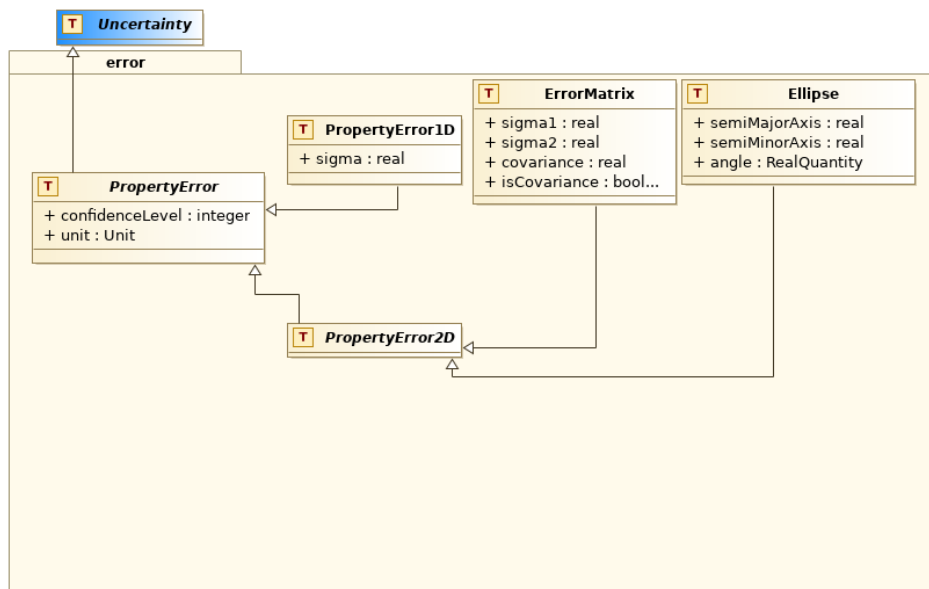 T Uncertainty
error
T PropertyError
+ confidenceLevel : integer
+ unit : Unit
T PropertyError1D
+ sigma : real
T ErrorMatrix
+ sigma1 : real
+ sigma2 : real
+ covariance : real
+ isCovariance : bool...
T Ellipse
+ semiMajorAxis : real
+ semiMinorAxis : real
+ angle : RealQuantity
T PropertyError2D